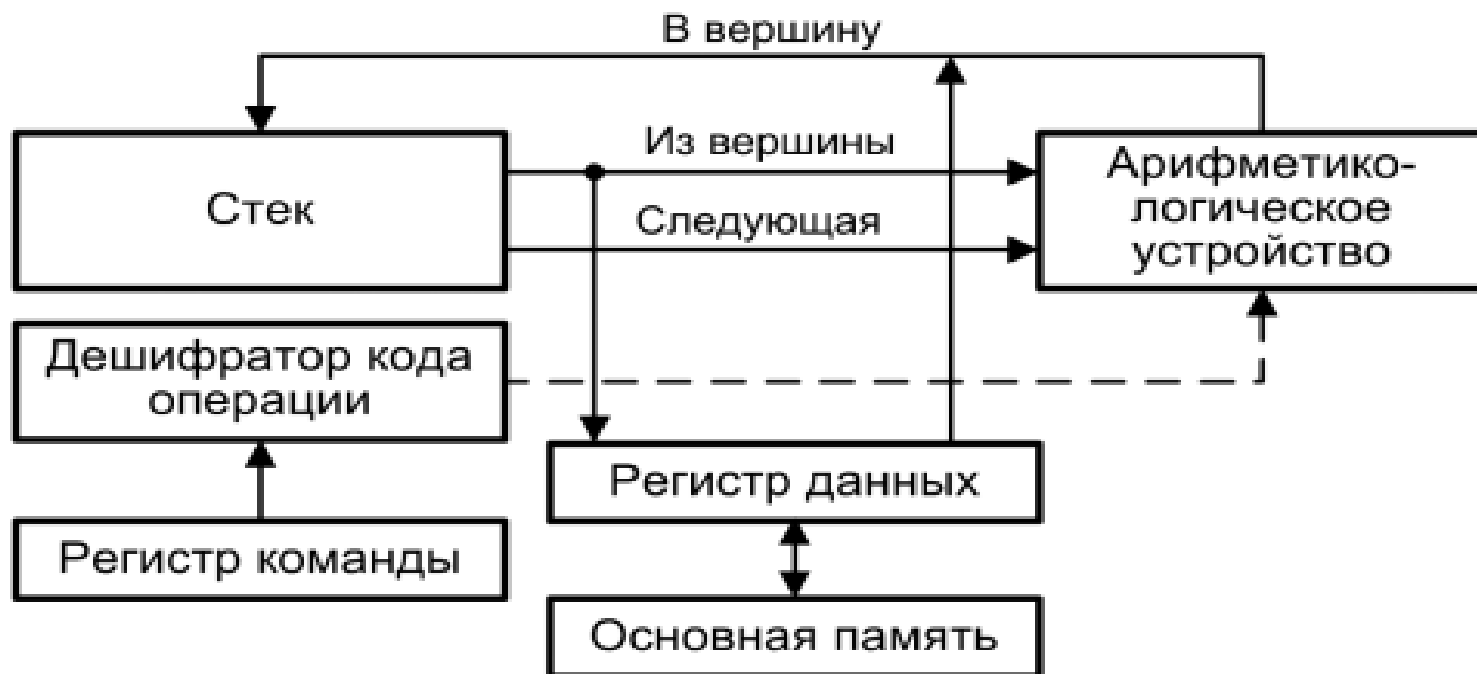 В вершину
Из вершины
Стек
Следующая
Арифметико-
логическое
устройство
Дешифратор кода
операции
Регистр данных
Регистр команды
Основная память